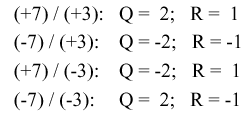 (+7) / (+3): Q = 2; R = 1
(-7) / (+3): Q = -2; R = -1
(+7) / (-3): Q = -2; R = 1
(-7) / (-3): Q = 2; R = -1